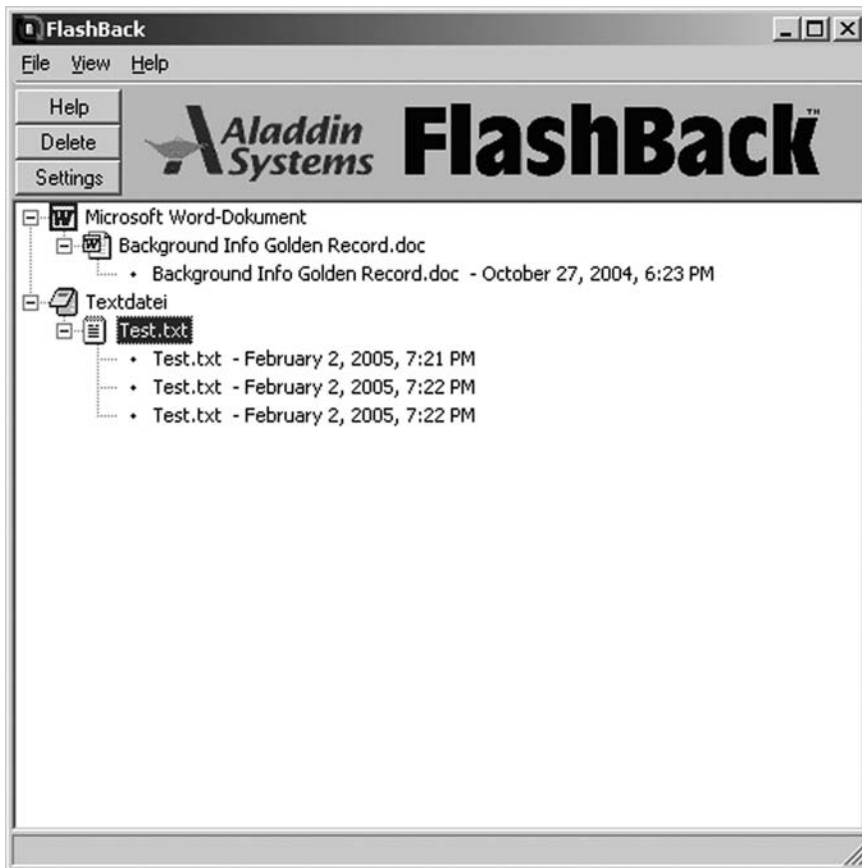 FlashBack
File View Help
Help
Delete
Settings
Aladdin
Systems
FlashBack™
Microsoft Word-Dokument
Background Info Golden Record.doc
Background Info Golden Record.doc - October 27, 2004, 6:23 PM
Textdatei
Test.txt
Test.txt - February 2, 2005, 7:21 PM
Test.txt - February 2, 2005, 7:22 PM
Test.txt - February 2, 2005, 7:22 PM